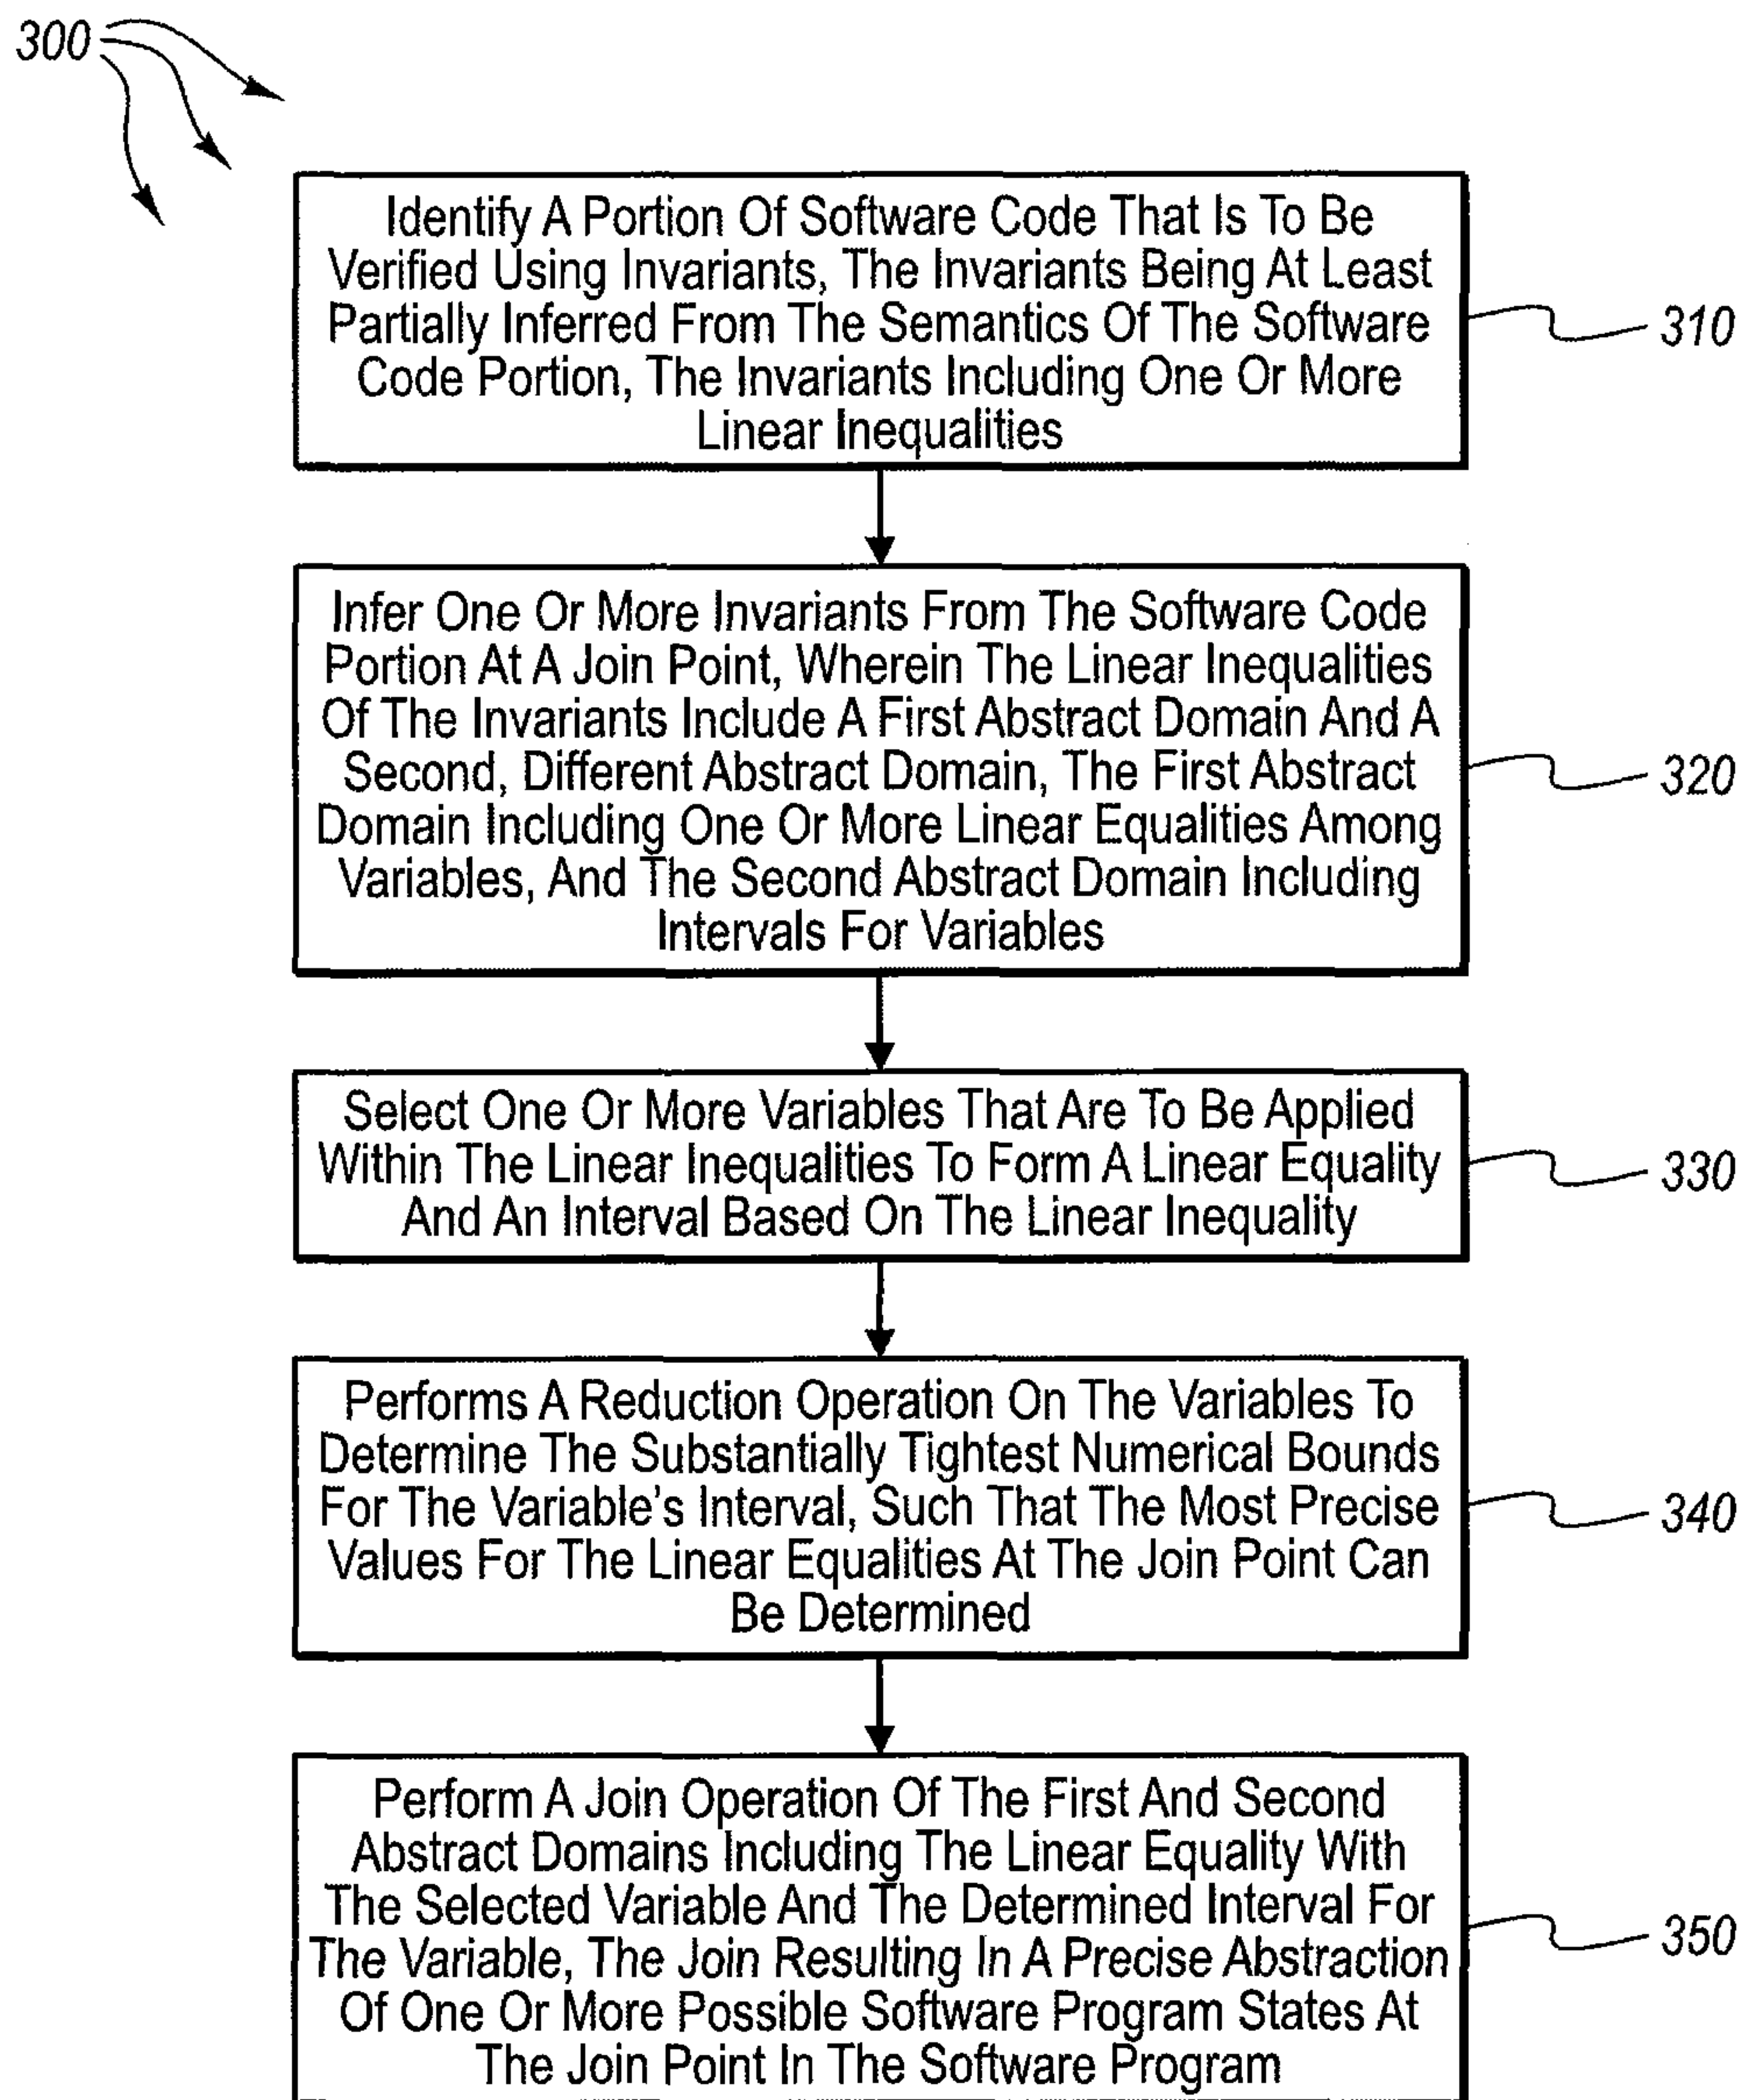 300
Identify A Portion Of Software Code That Is To Be
Verified Using Invariants, The Invariants Being At Least
Partially Inferred From The Semantics Of The Software
Code Portion, The Invariants Including One Or More
Linear Inequalities
310
Infer One Or More Invariants From The Software Code
Portion At A Join Point, Wherein The Linear Inequalities
Of The Invariants Include A First Abstract Domain And A
Second, Different Abstract Domain, The First Abstract
Domain Including One Or More Linear Equalities Among
Variables, And The Second Abstract Domain Including
Intervals For Variables
320
Select One Or More Variables That Are To Be Applied
Within The Linear Inequalities To Form A Linear Equality
And An Interval Based On The Linear Inequality
330
Performs A Reduction Operation On The Variables To
Determine The Substantially Tightest Numerical Bounds
For The Variable's Interval, Such That The Most Precise
Values For The Linear Equalities At The Join Point Can
Be Determined
340
Perform A Join Operation Of The First And Second
Abstract Domains Including The Linear Equality With
The Selected Variable And The Determined Interval For
The Variable, The Join Resulting In A Precise Abstraction
Of One Or More Possible Software Program States At
The Join Point In The Software Program
350